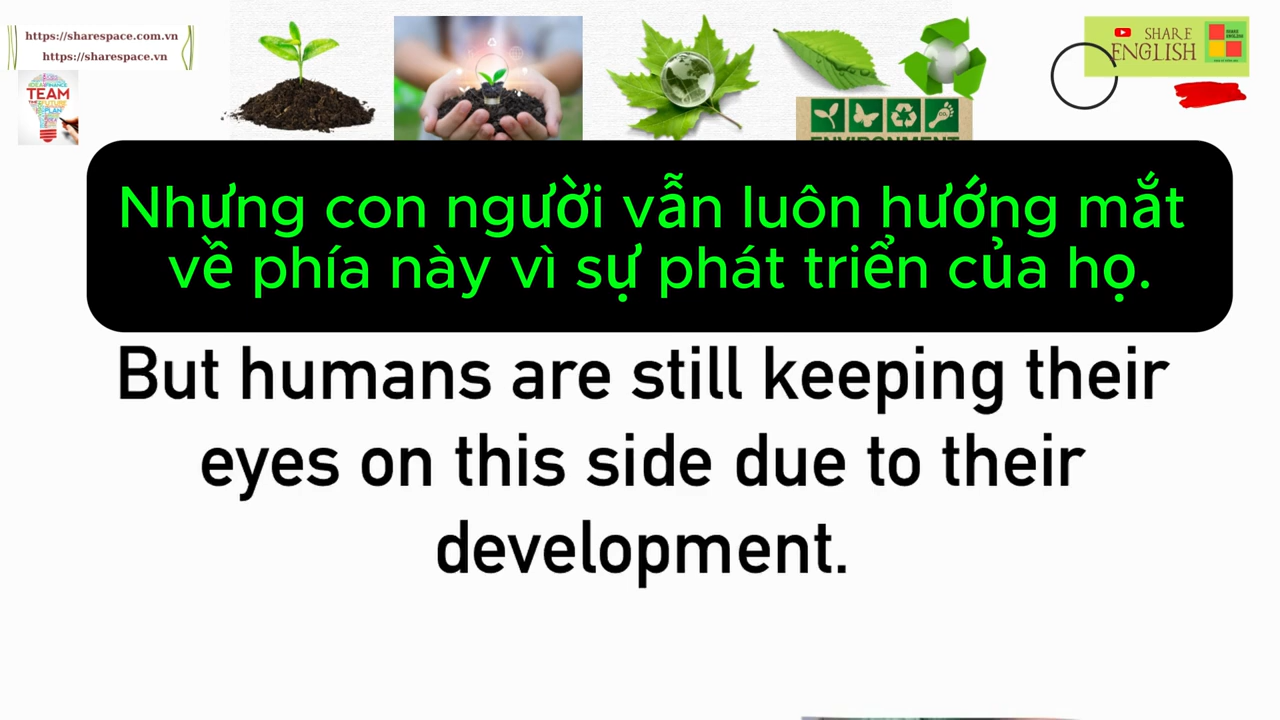 https://sharespace.com.vn
https://sharespace.vn
TEAM
PLAN
SHARE
ENGLISH
ENVIRONMENT
Nhưng con người vẫn luôn hướng mắt
về phía này vì sự phát triển của họ.
But humans are still keeping their
eyes on this side due to their
development.